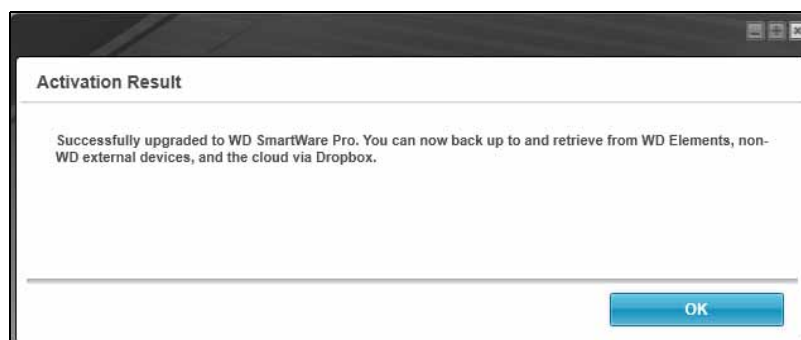 Activation Result
Successfully upgraded to WD SmartWare Pro. You can now back up to and retrieve from WD Elements, non-
WD external devices, and the cloud via Dropbox.
OK